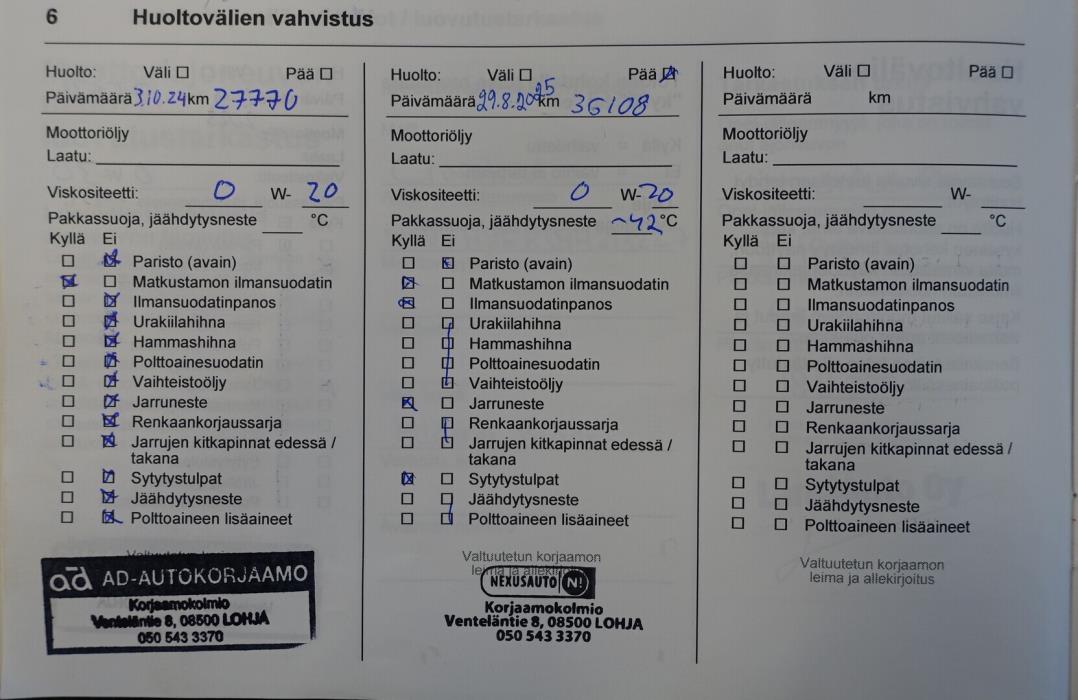 6 Huoltovälien vahvistus
Huolto: Väli ☐ Pää ☐
Päivämäärä 3.10.24 km 27770
Moottoriöljy
Laatu:
Viskositeetti: 0 W- 20
Pakkassuoja, jäähdytysneste °C
Kyllä Ei
☐ ☒ Paristo (avain)
☒ ☐ Matkustamon ilmansuodatin
☐ ☒ Ilmansuodatinpanos
☐ ☒ Urakiilahihna
☐ ☒ Hammashihna
☐ ☒ Polttoainesuodatin
☐ ☒ Vaihteistoöljy
☐ ☒ Jarruneste
☐ ☒ Renkaankorjaussarja
☐ ☒ Jarrujen kitkapinnat edessä /
takana
☐ ☒ Sytytystulpat
☐ ☒ Jäähdytysneste
☐ ☒ Polttoaineen lisäaineet
ad AD-AUTOKORJAAMO
Korjaamokolmio
Venteläntie 8, 08500 LOHJA
050 543 3370
Huolto: Väli ☐ Pää ☒
Päivämäärä 29.8.2025 km 36108
Moottoriöljy
Laatu:
Viskositeetti: 0 W- 20
Pakkassuoja, jäähdytysneste ~42 °C
Kyllä Ei
☐ ☒ Paristo (avain)
☒ ☐ Matkustamon ilmansuodatin
☒ ☐ Ilmansuodatinpanos
☐ ☒ Urakiilahihna
☐ ☒ Hammashihna
☐ ☒ Polttoainesuodatin
☐ ☒ Vaihteistoöljy
☒ ☐ Jarruneste
☐ ☒ Renkaankorjaussarja
☐ ☒ Jarrujen kitkapinnat edessä /
takana
☒ ☐ Sytytystulpat
☐ ☒ Jäähdytysneste
☐ ☒ Polttoaineen lisäaineet
Valtuutetun korjaamon
leima ja allekirjoitus
NEXUSAUTO N!
Korjaamokolmio
Venteläntie 8, 08500 LOHJA
050 543 3370
Huolto: Väli ☐ Pää ☐
Päivämäärä km
Moottoriöljy
Laatu:
Viskositeetti: W-
Pakkassuoja, jäähdytysneste °C
Kyllä Ei
☐ ☐ Paristo (avain)
☐ ☐ Matkustamon ilmansuodatin
☐ ☐ Ilmansuodatinpanos
☐ ☐ Urakiilahihna
☐ ☐ Hammashihna
☐ ☐ Polttoainesuodatin
☐ ☐ Vaihteistoöljy
☐ ☐ Jarruneste
☐ ☐ Renkaankorjaussarja
☐ ☐ Jarrujen kitkapinnat edessä /
takana
☐ ☐ Sytytystulpat
☐ ☐ Jäähdytysneste
☐ ☐ Polttoaineen lisäaineet
Valtuutetun korjaamon
leima ja allekirjoitus